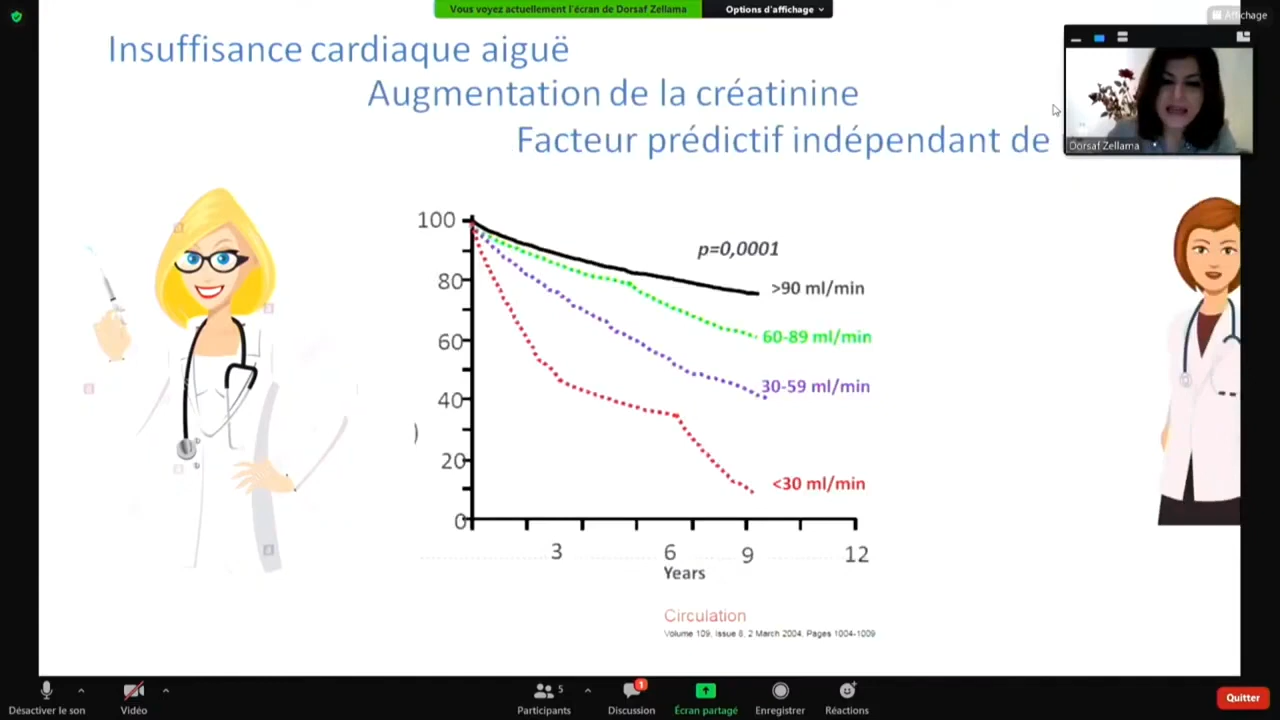 Vous voyez actuellement l'écran de Dorsaf Zellama
Options d'affichage
Affichage
Insuffisance cardiaque aiguë
Augmentation de la créatinine
Facteur prédictif indépendant de
Dorsaf Zellama
100
80
60
40
20
0
p=0,0001
>90 ml/min
60-89 ml/min
30-59 ml/min
<30 ml/min
)
3 6 9 12
Years
Circulation
Volume 109, Issue 8, 2 March 2004, Pages 1004-1009
Désactiver le son
Vidéo
Participants
5
Discussion
1
Écran partagé
Enregistrer
Réactions
Quitter